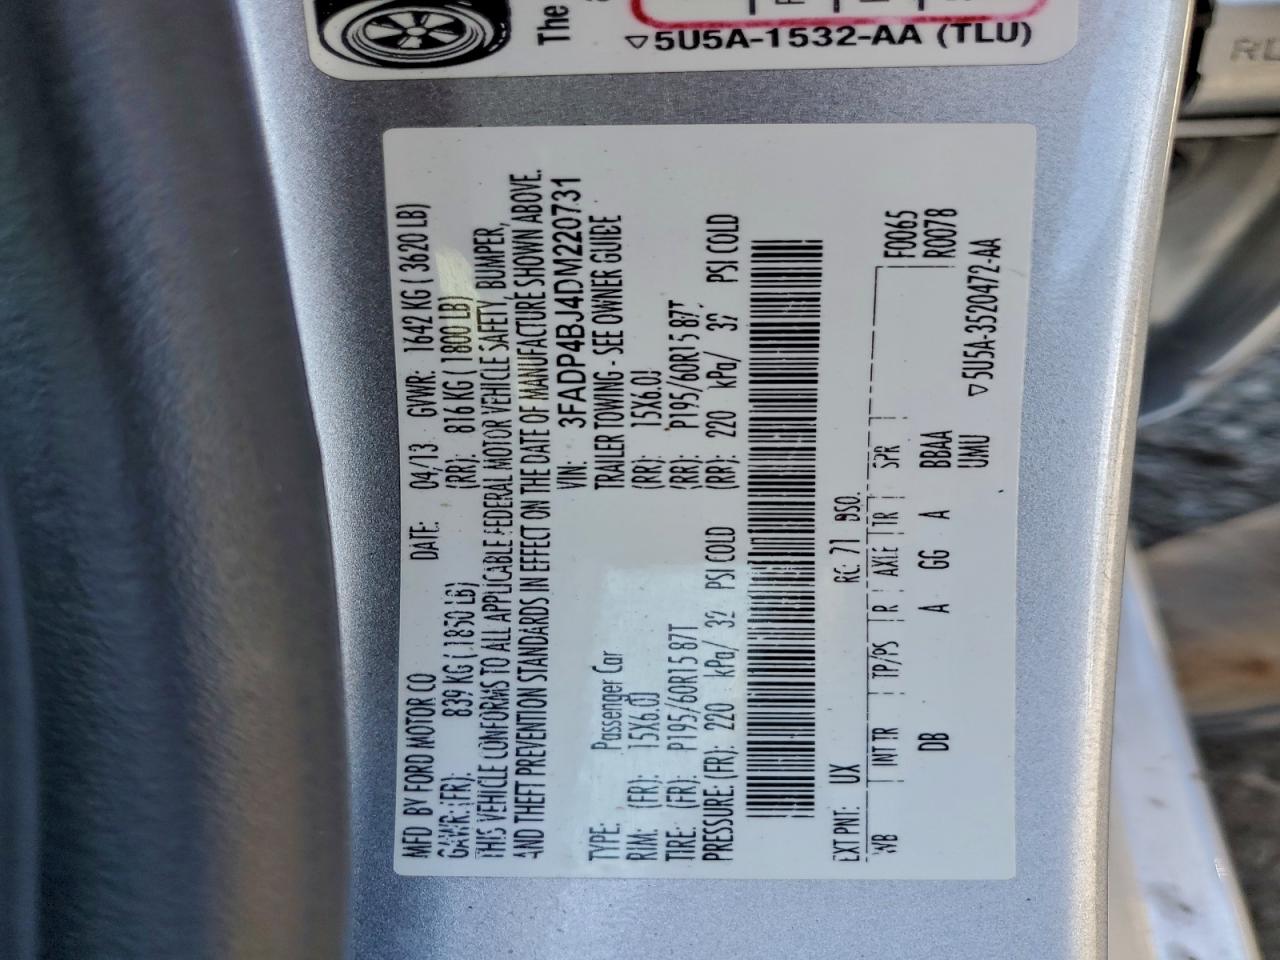 The
▽5U5A-1532-AA (TLU)
MFD BY FORD MOTOR CO
DATE: 04/13 GVWR: 1642 KG ( 3620 LB)
GAWR: (FR): 839 KG ( 1850 LB) (RR): 816 KG ( 1800 LB)
THIS VEHICLE CONFORMS TO ALL APPLICABLE FEDERAL MOTOR VEHICLE SAFETY, BUMPER,
AND THEFT PREVENTION STANDARDS IN EFFECT ON THE DATE OF MANUFACTURE SHOWN ABOVE.
VIN: 3FADP4BJ4DM220731
TYPE: Passenger Car TRAILER TOWING - SEE OWNER GUIDE
RIM: (FR): 15X6.0J (RR): 15X6.0J
TIRE: (FR): P195/60R15 87T (RR): P195/60R15 87T
PRESSURE: (FR): 220 kPa/ 32 PSI COLD (RR): 220 kPa/ 32 PSI COLD
EXT PNT: UX RC: 71 DSO:
WB INT TR TP/PS R AXLE TR SPR F0065
DB A GG A BBAA R0078
UMU
▽5U5A-3520472-AA